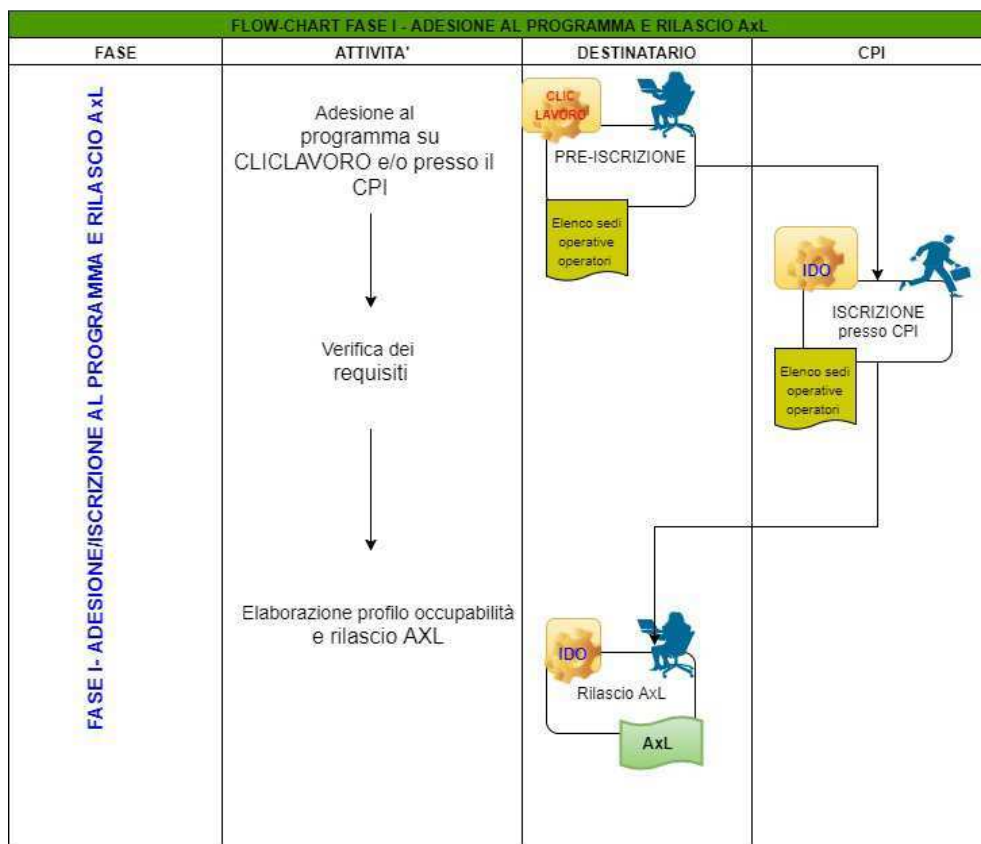 FLOW-CHART FASE I - ADESIONE AL PROGRAMMA E RILASCIO AxL
FASE
ATTIVITA'
DESTINATARIO
CPI
FASE I- ADESIONE/ISCRIZIONE AL PROGRAMMA E RILASCIO AxL
Adesione al
programma su
CLICLAVORO e/o presso il
CPI
CLIC
LAVORO
PRE-ISCRIZIONE
Elenco sedi
operative
operatori
IDO
ISCRIZIONE
presso CPI
Elenco sedi
operative
operatori
Verifica dei
requisiti
Elaborazione profilo occupabilità
e rilascio AXL
IDO
Rilascio AxL
AxL